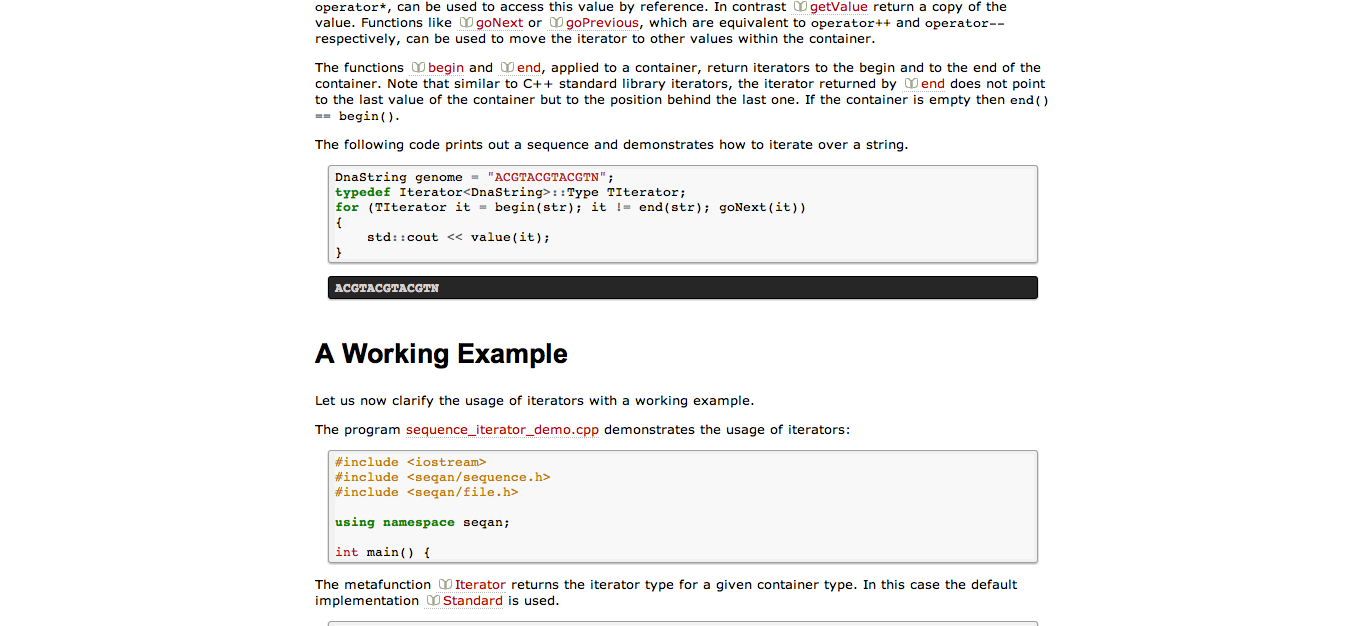 operator*, can be used to access this value by reference. In contrast getValue return a copy of the
value. Functions like goNext or goPrevious, which are equivalent to operator++ and operator--
respectively, can be used to move the iterator to other values within the container.
The functions begin and end, applied to a container, return iterators to the begin and to the end of the
container. Note that similar to C++ standard library iterators, the iterator returned by end does not point
to the last value of the container but to the position behind the last one. If the container is empty then end()
== begin().
The following code prints out a sequence and demonstrates how to iterate over a string.
DnaString genome = "ACGTACGTACGTN";
typedef Iterator<DnaString>::Type TIterator;
for (TIterator it = begin(str); it != end(str); goNext(it))
{
    std::cout << value(it);
}
ACGTACGTACGTN
A Working Example
Let us now clarify the usage of iterators with a working example.
The program sequence_iterator_demo.cpp demonstrates the usage of iterators:
#include <iostream>
#include <seqan/sequence.h>
#include <seqan/file.h>
using namespace seqan;
int main() {
The metafunction Iterator returns the iterator type for a given container type. In this case the default
implementation Standard is used.